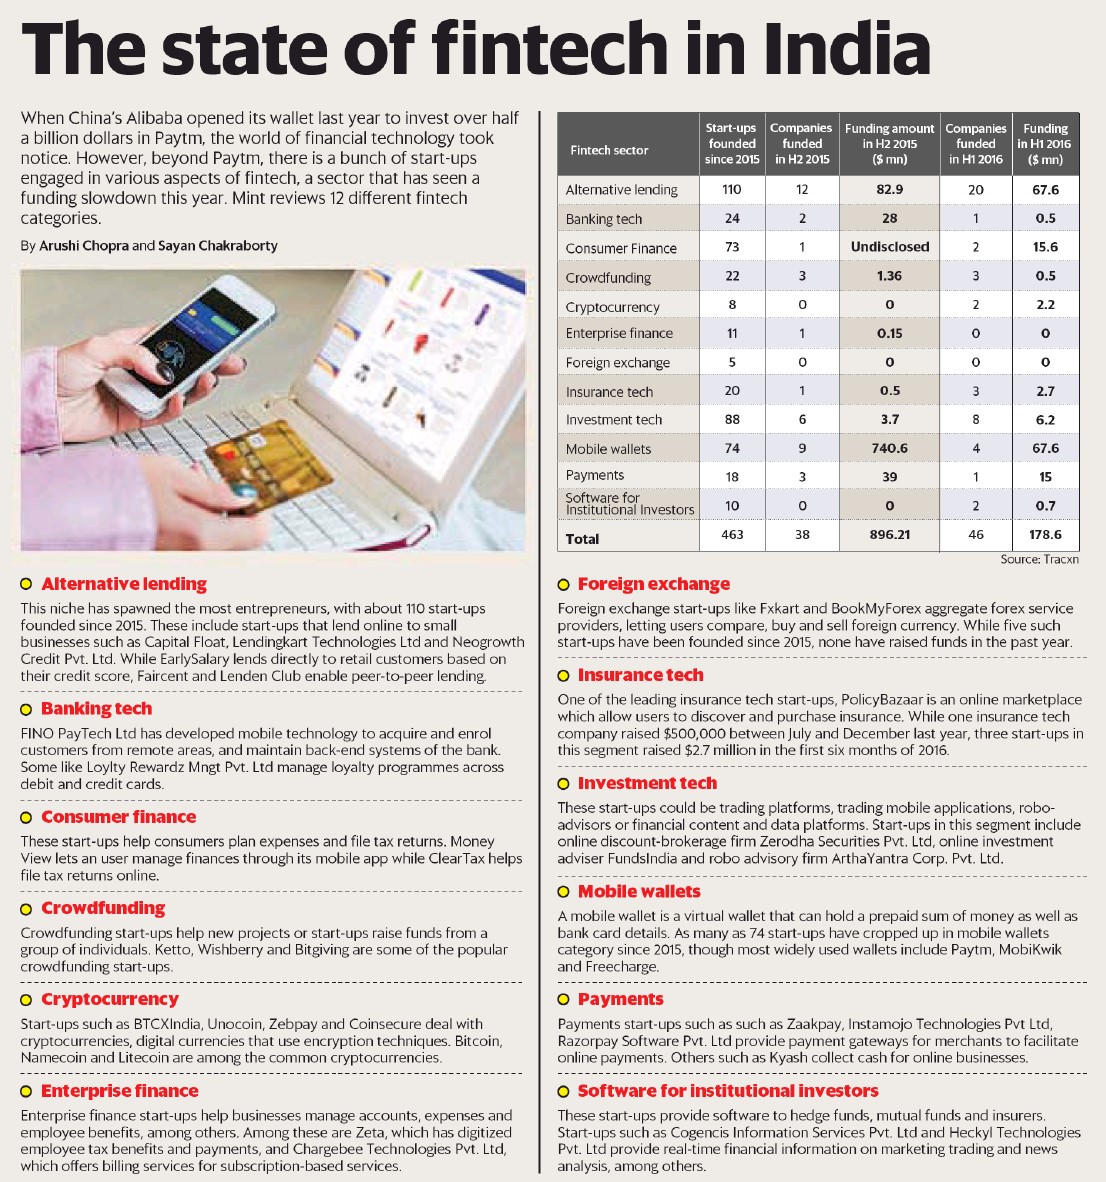 The state of fintech in India
When China's Alibaba opened its wallet last year to invest over half
a billion dollars in Paytm, the world of financial technology took
notice. However, beyond Paytm, there is a bunch of start-ups
engaged in various aspects of fintech, a sector that has seen a
funding slowdown this year. Mint reviews 12 different fintech
categories.
By Arushi Chopra and Sayan Chakraborty
Fintech sector | Start-ups founded since 2015 | Companies funded in H2 2015 | Funding amount in H2 2015 ($ mn) | Companies funded in H1 2016 | Funding in H1 2016 ($ mn)
Alternative lending 110 12 82.9 20 67.6
Banking tech 24 2 28 1 0.5
Consumer Finance 73 1 Undisclosed 2 15.6
Crowdfunding 22 3 1.36 3 0.5
Cryptocurrency 8 0 0 2 2.2
Enterprise finance 11 1 0.15 0 0
Foreign exchange 5 0 0 0 0
Insurance tech 20 1 0.5 3 2.7
Investment tech 88 6 3.7 8 6.2
Mobile wallets 74 9 740.6 4 67.6
Payments 18 3 39 1 15
Software for Institutional Investors 10 0 0 2 0.7
Total 463 38 896.21 46 178.6
Source: Tracxn
Alternative lending
This niche has spawned the most entrepreneurs, with about 110 start-ups
founded since 2015. These include start-ups that lend online to small
businesses such as Capital Float, Lendingkart Technologies Ltd and Neogrowth
Credit Pvt. Ltd. While EarlySalary lends directly to retail customers based on
their credit score, Faircent and Lenden Club enable peer-to-peer lending.
Banking tech
FINO PayTech Ltd has developed mobile technology to acquire and enrol
customers from remote areas, and maintain back-end systems of the bank.
Some like Loylty Rewardz Mngt Pvt. Ltd manage loyalty programmes across
debit and credit cards.
Consumer finance
These start-ups help consumers plan expenses and file tax returns. Money
View lets an user manage finances through its mobile app while ClearTax helps
file tax returns online.
Crowdfunding
Crowdfunding start-ups help new projects or start-ups raise funds from a
group of individuals. Ketto, Wishberry and Bitgiving are some of the popular
crowdfunding start-ups.
Cryptocurrency
Start-ups such as BTCXIndia, Unocoin, Zebpay and Coinsecure deal with
cryptocurrencies, digital currencies that use encryption techniques. Bitcoin,
Namecoin and Litecoin are among the common cryptocurrencies.
Enterprise finance
Enterprise finance start-ups help businesses manage accounts, expenses and
employee benefits, among others. Among these are Zeta, which has digitized
employee tax benefits and payments, and Chargebee Technologies Pvt. Ltd,
which offers billing services for subscription-based services.
Foreign exchange
Foreign exchange start-ups like Fxkart and BookMyForex aggregate forex service
providers, letting users compare, buy and sell foreign currency. While five such
start-ups have been founded since 2015, none have raised funds in the past year.
Insurance tech
One of the leading insurance tech start-ups, PolicyBazaar is an online marketplace
which allow users to discover and purchase insurance. While one insurance tech
company raised $500,000 between July and December last year, three start-ups in
this segment raised $2.7 million in the first six months of 2016.
Investment tech
These start-ups could be trading platforms, trading mobile applications, robo-
advisors or financial content and data platforms. Start-ups in this segment include
online discount-brokerage firm Zerodha Securities Pvt. Ltd, online investment
adviser FundsIndia and robo advisory firm ArthaYantra Corp. Pvt. Ltd.
Mobile wallets
A mobile wallet is a virtual wallet that can hold a prepaid sum of money as well as
bank card details. As many as 74 start-ups have cropped up in mobile wallets
category since 2015, though most widely used wallets include Paytm, MobiKwik
and Freecharge.
Payments
Payments start-ups such as such as Zaakpay, Instamojo Technologies Pvt Ltd,
Razorpay Software Pvt. Ltd provide payment gateways for merchants to facilitate
online payments. Others such as Kyash collect cash for online businesses.
Software for institutional investors
These start-ups provide software to hedge funds, mutual funds and insurers.
Start-ups such as Cogencis Information Services Pvt. Ltd and Heckyl Technologies
Pvt. Ltd provide real-time financial information on marketing trading and news
analysis, among others.